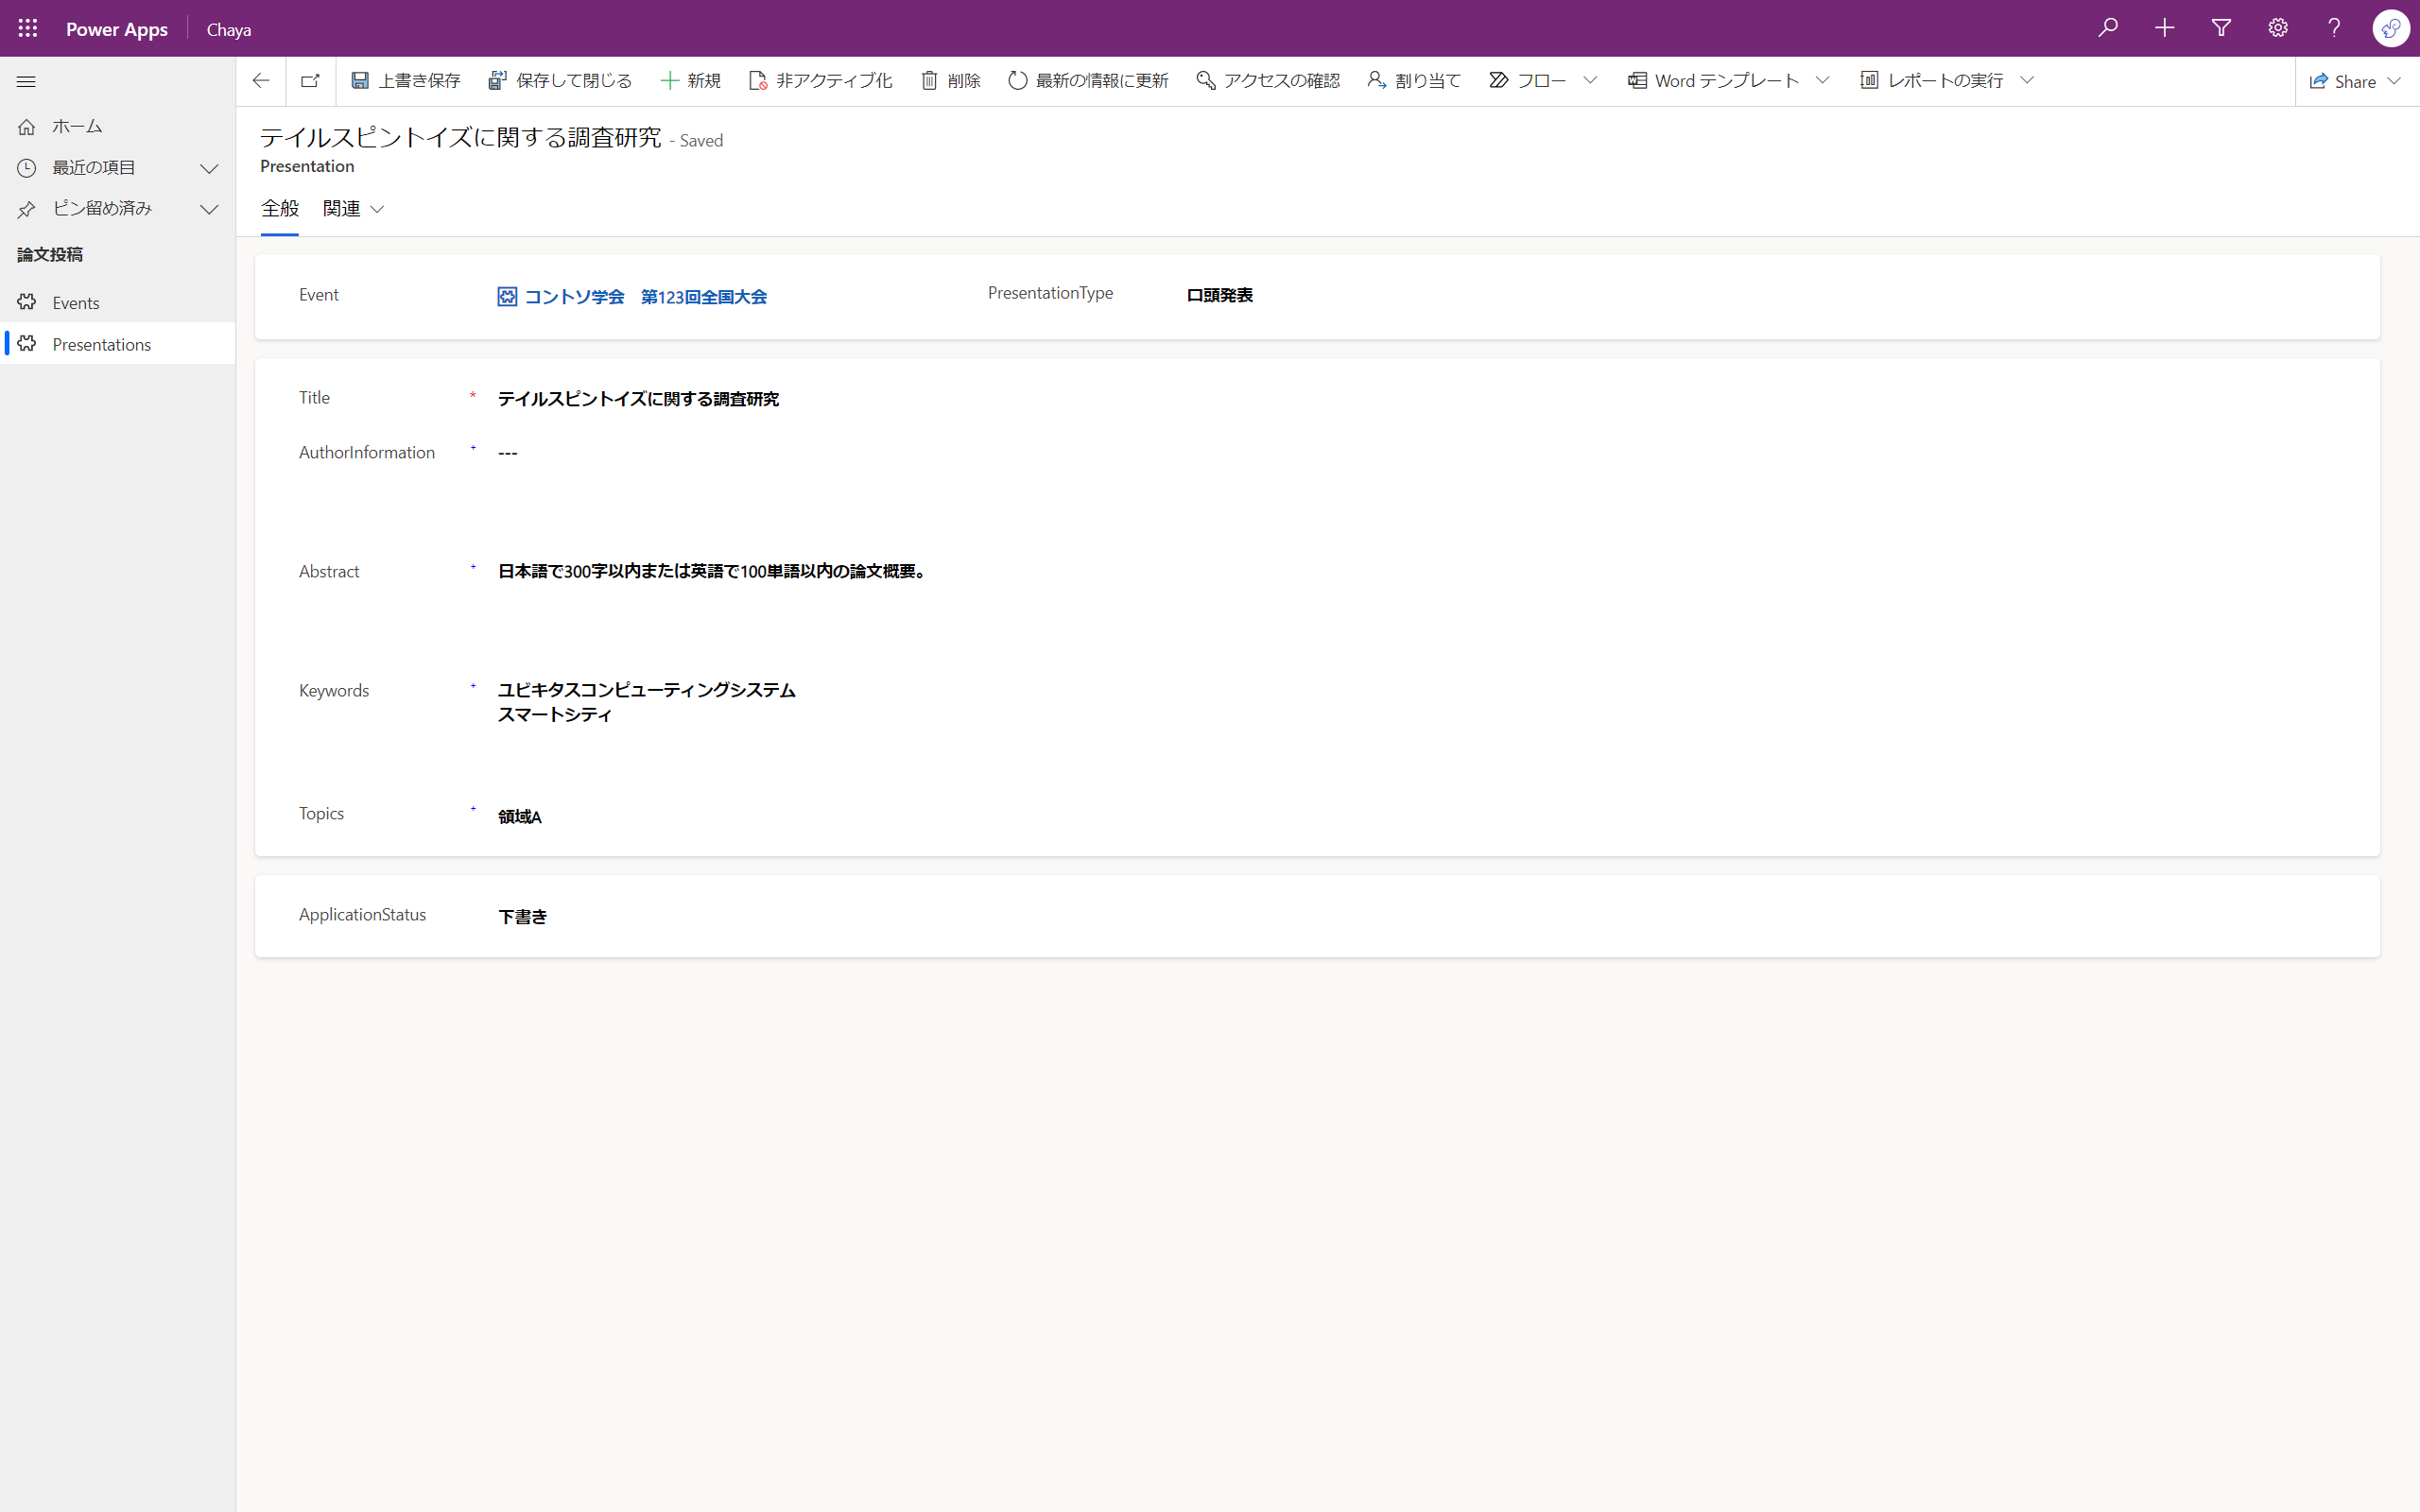 Power Apps
Chaya
上書き保存
保存して閉じる
新規
非アクティブ化
削除
最新の情報に更新
アクセスの確認
割り当て
フロー
Word テンプレート
レポートの実行
Share
ホーム
最近の項目
ピン留め済み
論文投稿
Events
Presentations
テイルスピントイズに関する調査研究 - Saved
Presentation
全般
関連
Event
コントソ学会　第123回全国大会
PresentationType
口頭発表
Title *
テイルスピントイズに関する調査研究
AuthorInformation +
---
Abstract +
日本語で300字以内または英語で100単語以内の論文概要。
Keywords +
ユビキタスコンピューティングシステム
スマートシティ
Topics +
領域A
ApplicationStatus
下書き